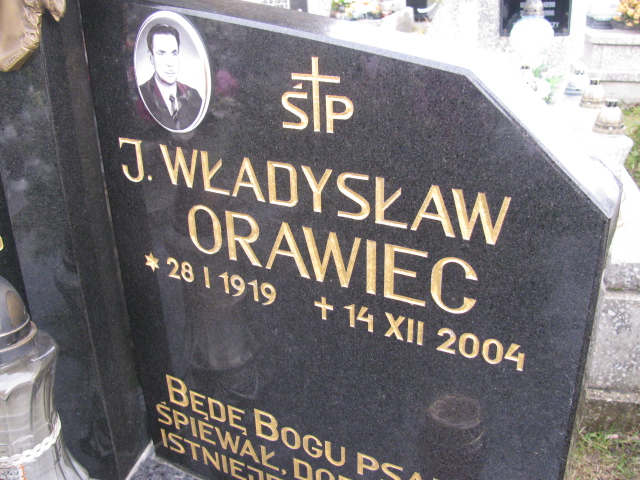 ŚP
J. WŁADYSŁAW
ORAWIEC
* 28 I 1919 + 14 XII 2004
BĘDĘ BOGU
ŚPIEWAŁ,